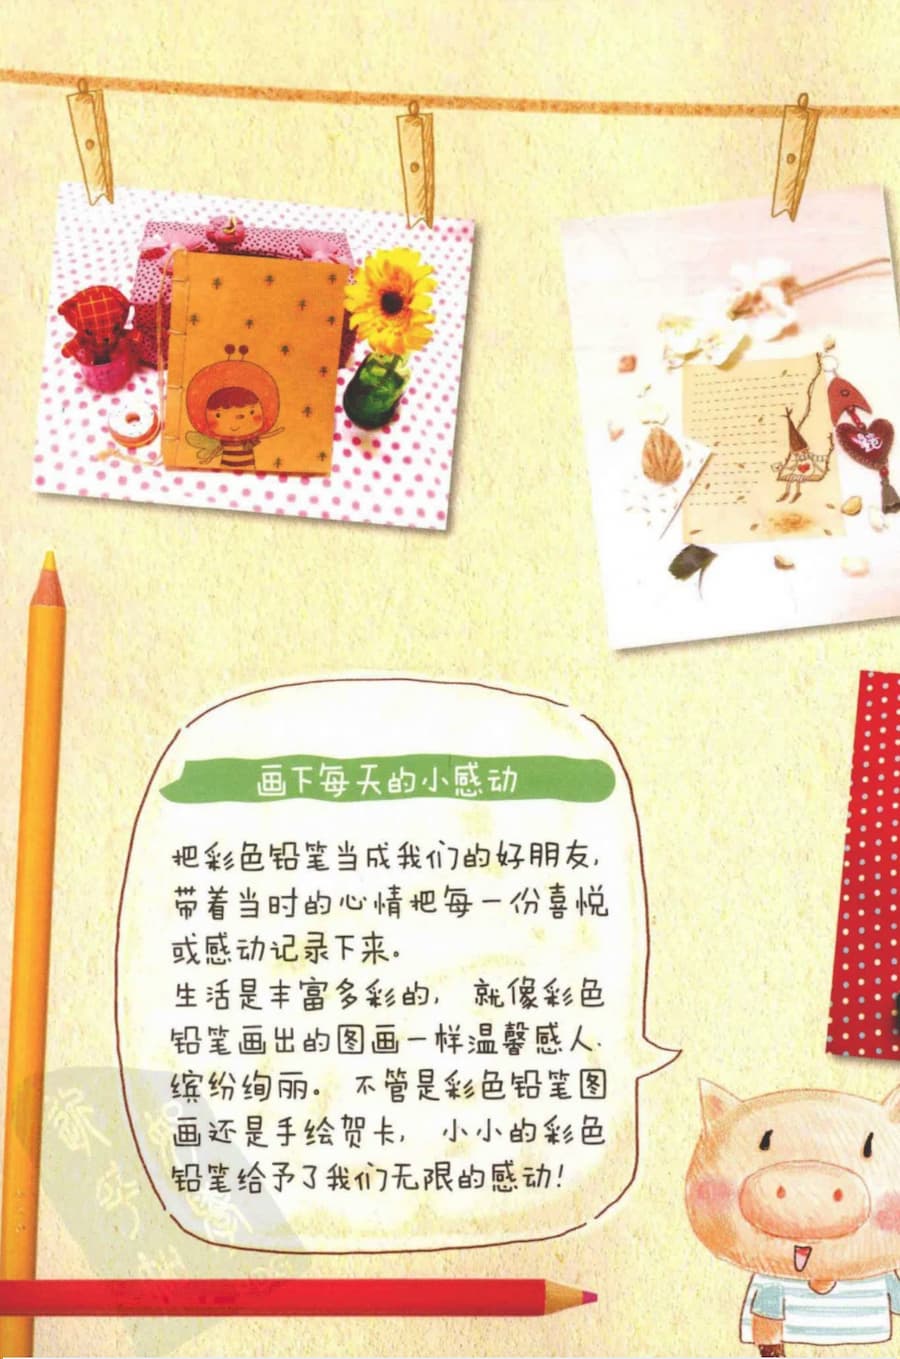 画下每天的小感动
把彩色铅笔当成我们的好朋友,
带着当时的心情把每一份喜悦
或感动记录下来。
生活是丰富多彩的, 就像彩色
铅笔画出的图画一样温馨感人.
缤纷绚丽。 不管是彩色铅笔图
画还是手绘贺卡, 小小的彩色
铅笔给予了我们无限的感动!